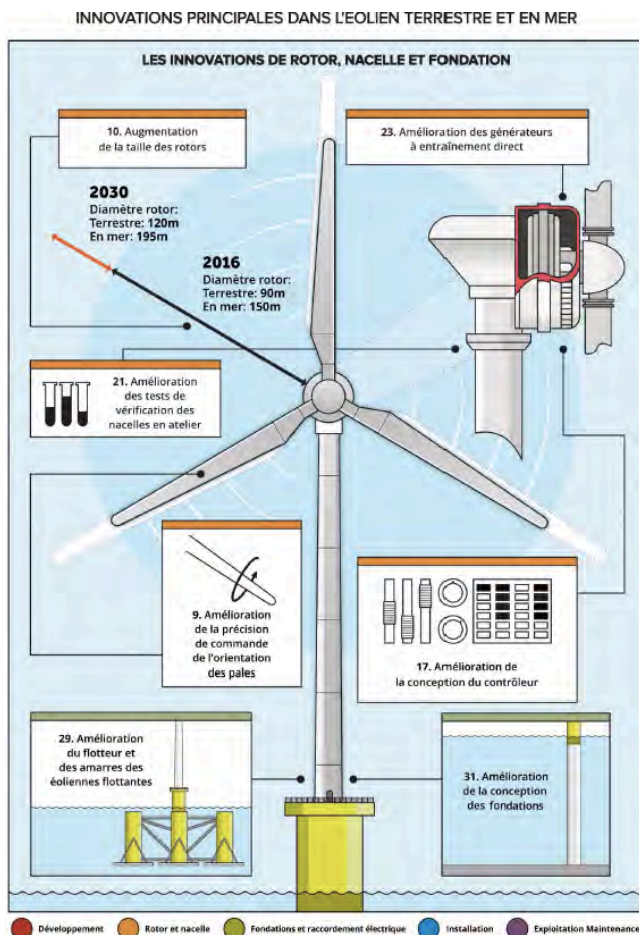 INNOVATIONS PRINCIPALES DANS L'EOLIEN TERRESTRE ET EN MER
LES INNOVATIONS DE ROTOR, NACELLE ET FONDATION
10. Augmentation
de la taille des rotors
23. Amélioration des générateurs
à entraînement direct
2030
Diamètre rotor:
Terrestre: 120m
En mer: 195m
2016
Diamètre rotor:
Terrestre: 90m
En mer: 150m
21. Amélioration
des tests de
vérification des
nacelles en atelier
9. Amélioration
de la précision
de commande
de l'orientation
des pales
17. Amélioration de
la conception du contrôleur
29. Amélioration
du flotteur et
des amarres des
éoliennes flottantes
31. Amélioration
de la conception
des fondations
Développement
Rotor et nacelle
Fondations et raccordement électrique
Installation
Exploitation Maintenance